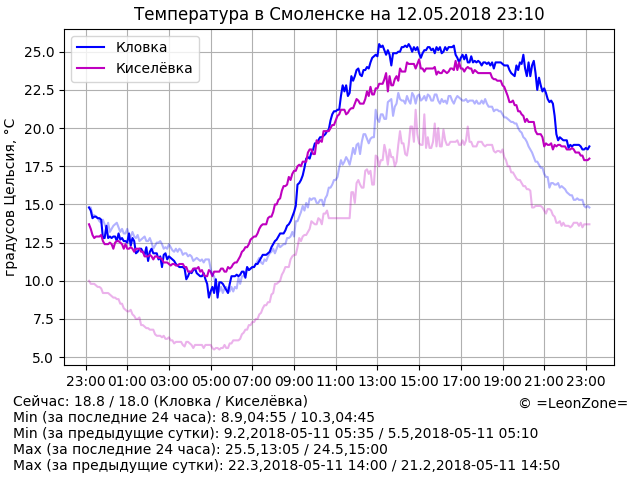 Температура в Смоленске на 12.05.2018 23:10
градусов Цельсия, °C
25.0
22.5
20.0
17.5
15.0
12.5
10.0
7.5
5.0
Кловка
Киселёвка
23:00 01:00 03:00 05:00 07:00 09:00 11:00 13:00 15:00 17:00 19:00 21:00 23:00
Сейчас: 18.8 / 18.0 (Кловка / Киселёвка)
© =LeonZone=
Min (за последние 24 часа): 8.9,04:55 / 10.3,04:45
Min (за предыдущие сутки): 9.2,2018-05-11 05:35 / 5.5,2018-05-11 05:10
Max (за последние 24 часа): 25.5,13:05 / 24.5,15:00
Max (за предыдущие сутки): 22.3,2018-05-11 14:00 / 21.2,2018-05-11 14:50